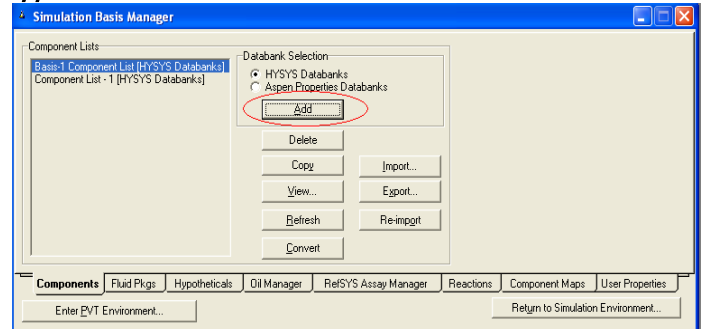 Simulation Basis Manager
Component Lists
Basis-1 Component List [HYSYS Databanks]
Component List - 1 [HYSYS Databanks]
Databank Selection
HYSYS Databanks
Aspen Properties Databanks
Add
Delete
Copy
Import...
View...
Export...
Refresh
Re-import
Convert
Components Fluid Pkgs Hypotheticals Oil Manager RefSYS Assay Manager Reactions Component Maps User Properties
Enter PVT Environment...
Return to Simulation Environment...